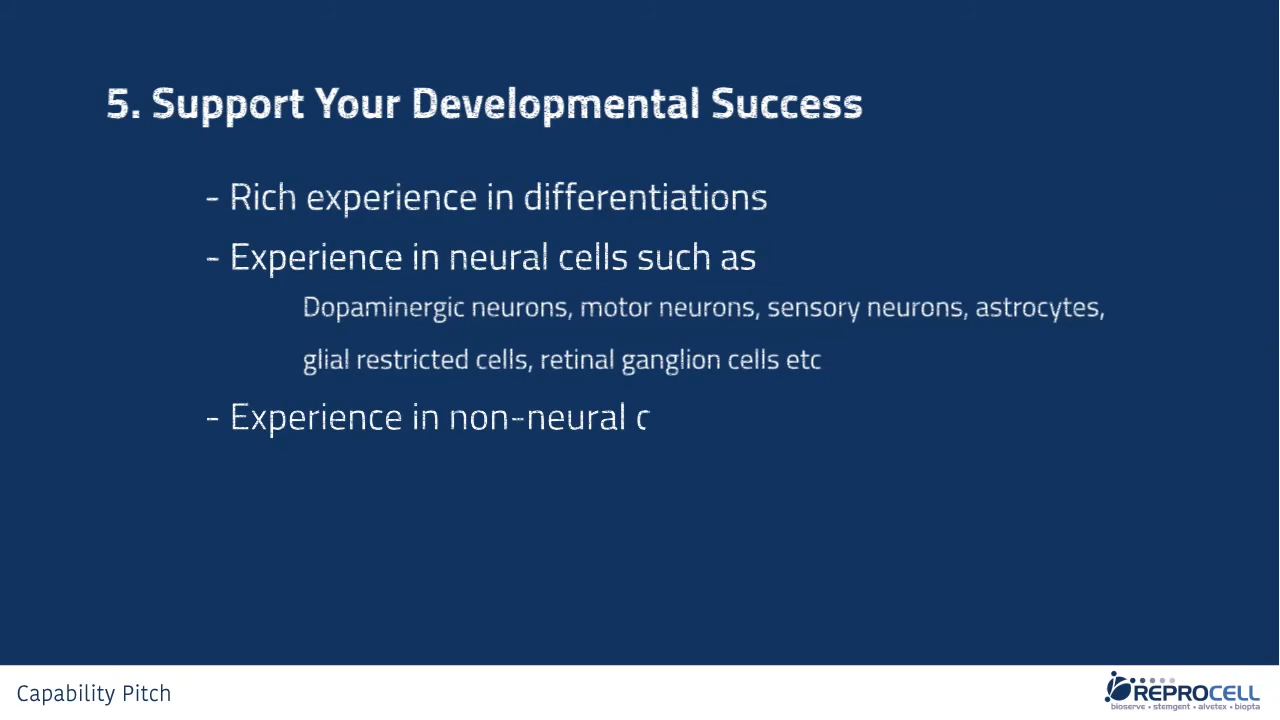 5. Support Your Developmental Success
- Rich experience in differentiations
- Experience in neural cells such as
Dopaminergic neurons, motor neurons, sensory neurons, astrocytes,
glial restricted cells, retinal ganglion cells etc
- Experience in non-neural c
Capability Pitch
REPROCELL
bioserve • stemgent • alvetex • biopta